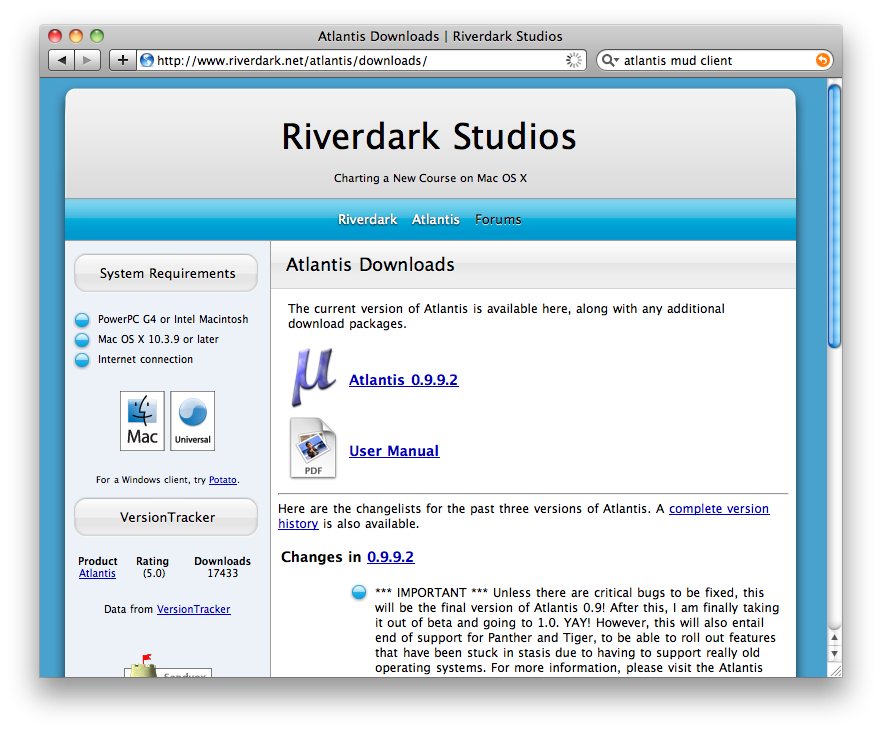 Atlantis Downloads | Riverdark Studios
http://www.riverdark.net/atlantis/downloads/
atlantis mud client
Riverdark Studios
Charting a New Course on Mac OS X
Riverdark Atlantis Forums
System Requirements
PowerPC G4 or Intel Macintosh
Mac OS X 10.3.9 or later
Internet connection
Mac
Universal
For a Windows client, try Potato.
VersionTracker
Product Rating Downloads
Atlantis (5.0) 17433
Data from VersionTracker
Atlantis Downloads
The current version of Atlantis is available here, along with any additional
download packages.
µ
Atlantis 0.9.9.2
PDF
User Manual
Here are the changelists for the past three versions of Atlantis. A complete version
history is also available.
Changes in 0.9.9.2
*** IMPORTANT *** Unless there are critical bugs to be fixed, this
will be the final version of Atlantis 0.9! After this, I am finally taking
it out of beta and going to 1.0. YAY! However, this will also entail
end of support for Panther and Tiger, to be able to roll out features
that have been stuck in stasis due to having to support really old
operating systems. For more information, please visit the Atlantis